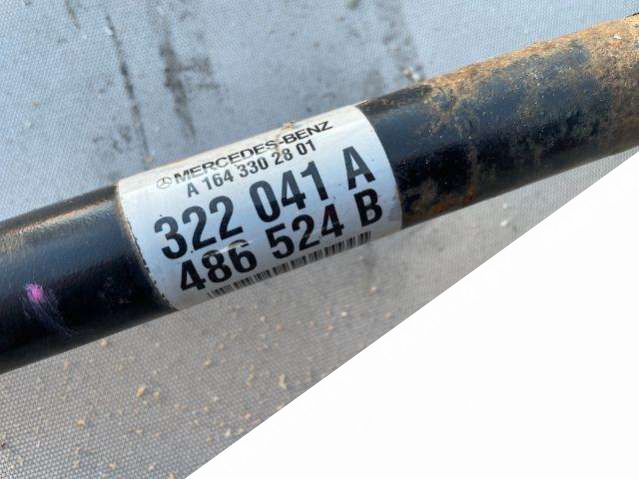 MERCEDES-BENZ
A 164 330 28 01
322 041 A
486 524 B